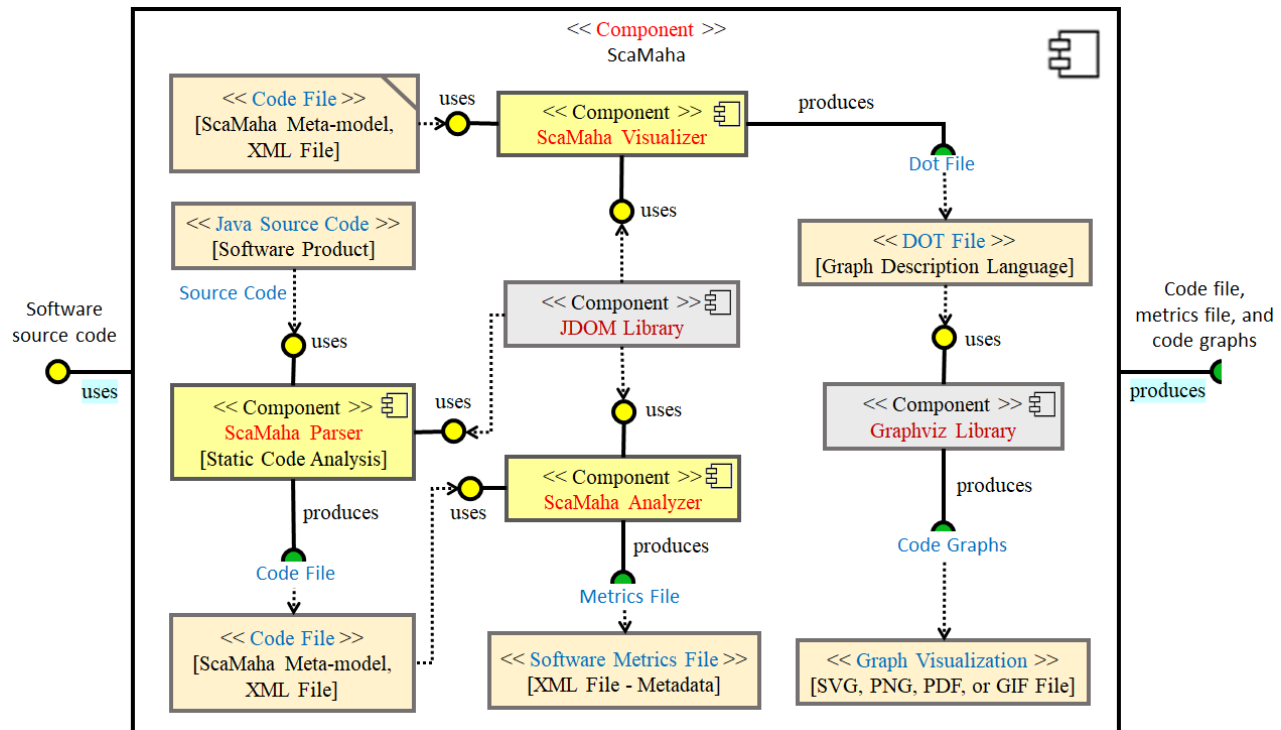 << Component >>
ScaMaha
<< Code File >>
[ScaMaha Meta-model,
XML File]
uses
<< Component >>
ScaMaha Visualizer
produces
Dot File
uses
<< Java Source Code >>
[Software Product]
Source Code
uses
<< Component >>
JDOM Library
<< DOT File >>
[Graph Description Language]
uses
Software
source code
uses
Code file,
metrics file, and
code graphs
produces
<< Component >>
ScaMaha Parser
[Static Code Analysis]
uses
uses
<< Component >>
Graphviz Library
<< Component >>
ScaMaha Analyzer
uses
produces
produces
produces
Code File
Metrics File
Code Graphs
<< Code File >>
[ScaMaha Meta-model,
XML File]
<< Software Metrics File >>
[XML File - Metadata]
<< Graph Visualization >>
[SVG, PNG, PDF, or GIF File]